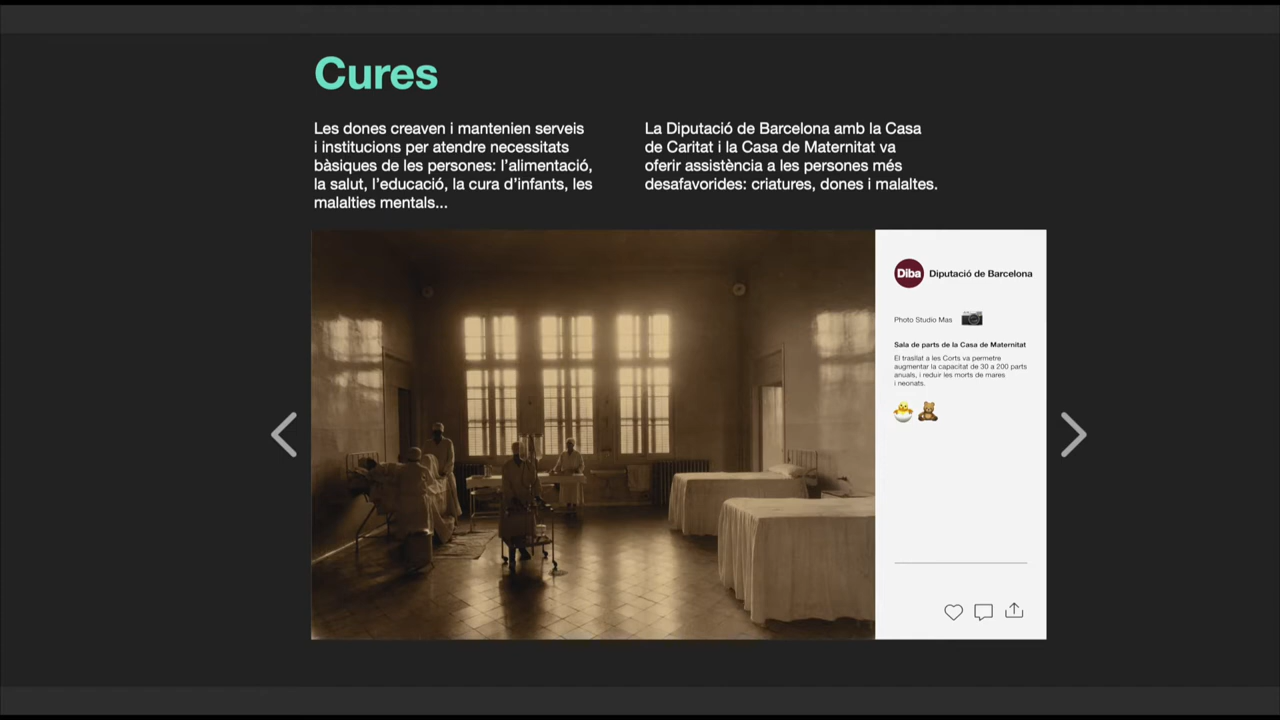 Cures
Les dones creaven i mantenien serveis
i institucions per atendre necessitats
bàsiques de les persones: l’alimentació,
la salut, l’educació, la cura d’infants, les
malalties mentals...
La Diputació de Barcelona amb la Casa
de Caritat i la Casa de Maternitat va
oferir assistència a les persones més
desafavorides: criatures, dones i malaltes.
Diba
Diputació de Barcelona
Photo Studio Mas
Sala de parts de la Casa de Maternitat
El trasllat a les Corts va permetre
augmentar la capacitat de 30 a 200 parts
anuals, i reduir les morts de mares
i neonats.